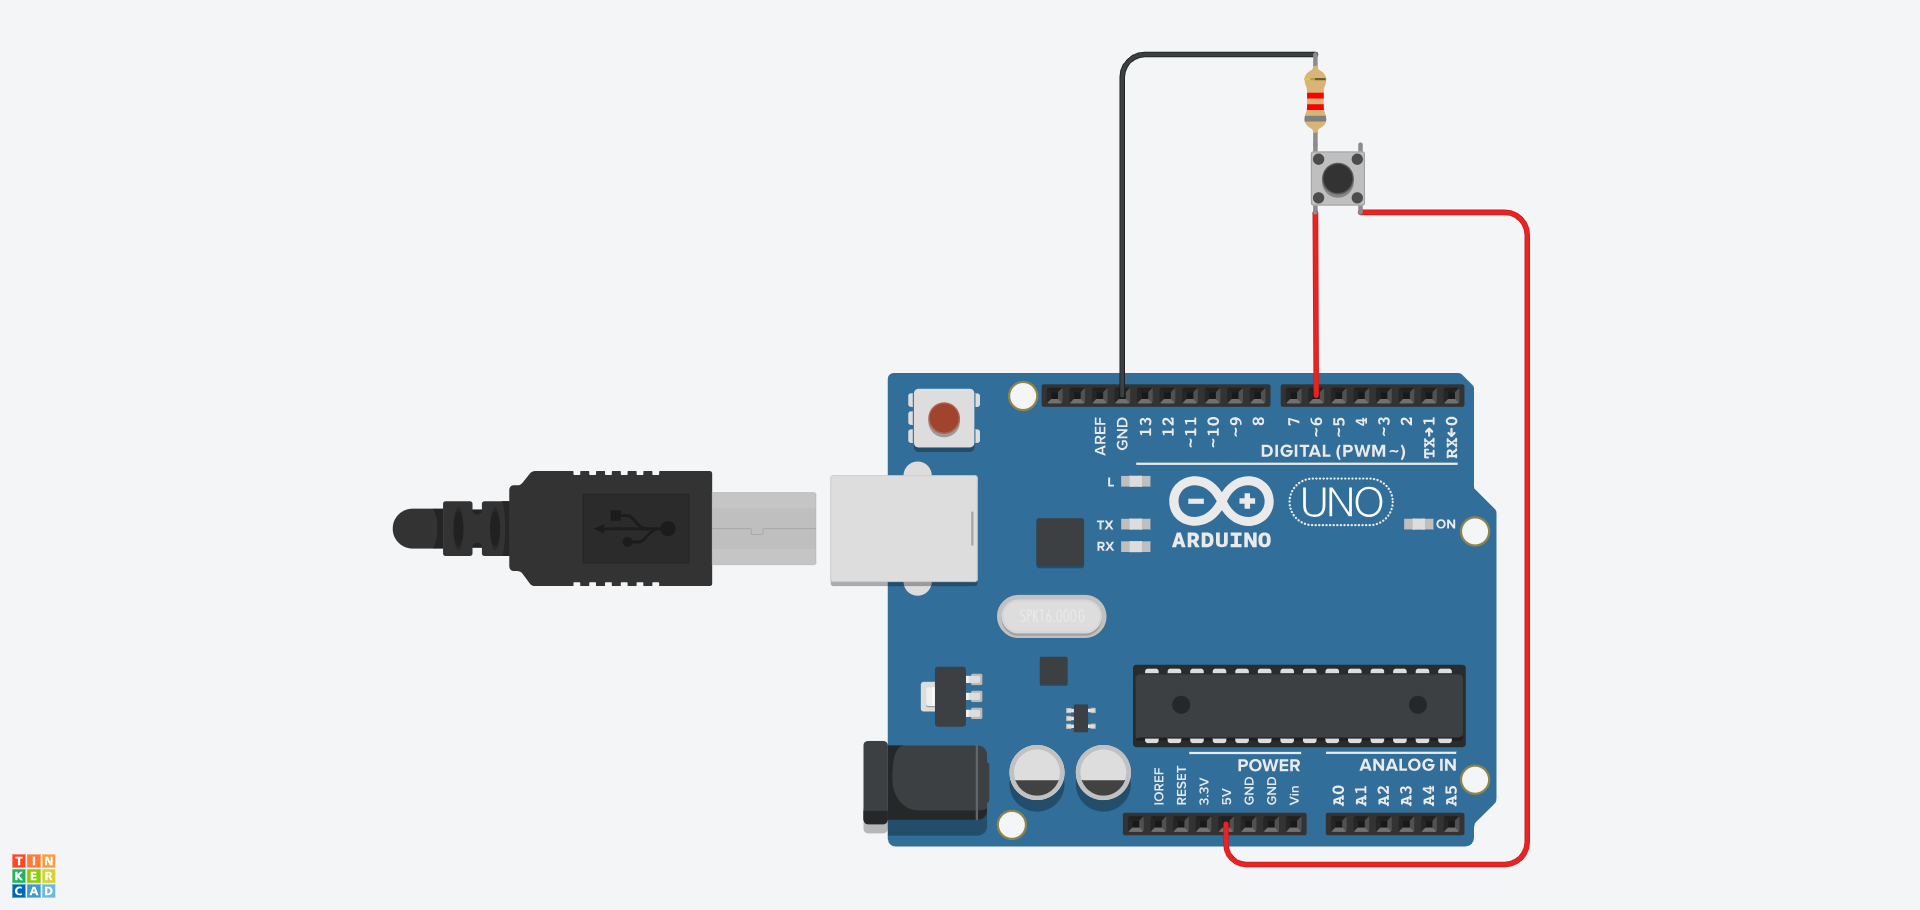 AREF
GND
13
12
~11
~10
~9
8
7
~6
~5
4
~3
2
TX→1
RX←0
DIGITAL (PWM~)
L
TX
RX
ARDUINO
UNO
ON
SPK16.000G
POWER
ANALOG IN
IOREF
RESET
3.3V
5V
GND
GND
Vin
A0
A1
A2
A3
A4
A5
TIN
KER
CAD